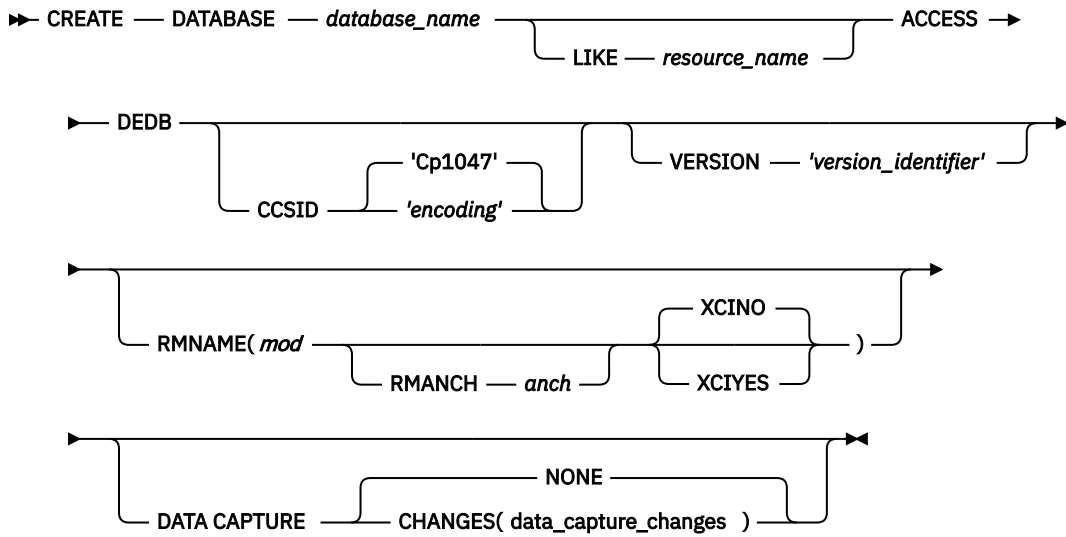 CREATE DATABASE database_name ACCESS
LIKE resource_name
DEDB
'Cp1047'
CCSID 'encoding'
VERSION 'version_identifier'
XCINO
RMNAME( mod )
RMANCH anch
XCIYES
NONE
DATA CAPTURE CHANGES( data_capture_changes )